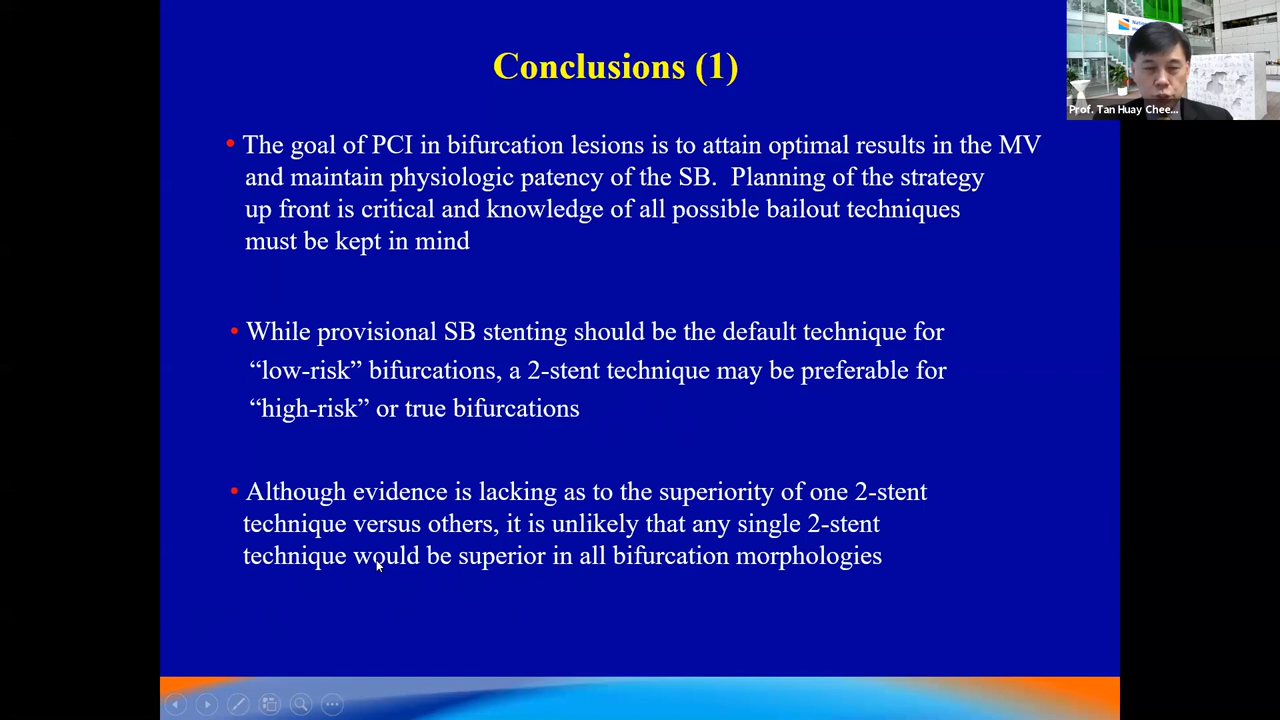 Conclusions (1)
• The goal of PCI in bifurcation lesions is to attain optimal results in the MV
and maintain physiologic patency of the SB. Planning of the strategy
up front is critical and knowledge of all possible bailout techniques
must be kept in mind
• While provisional SB stenting should be the default technique for
“low-risk” bifurcations, a 2-stent technique may be preferable for
“high-risk” or true bifurcations
• Although evidence is lacking as to the superiority of one 2-stent
technique versus others, it is unlikely that any single 2-stent
technique would be superior in all bifurcation morphologies
Prof. Tan Huay Chee...